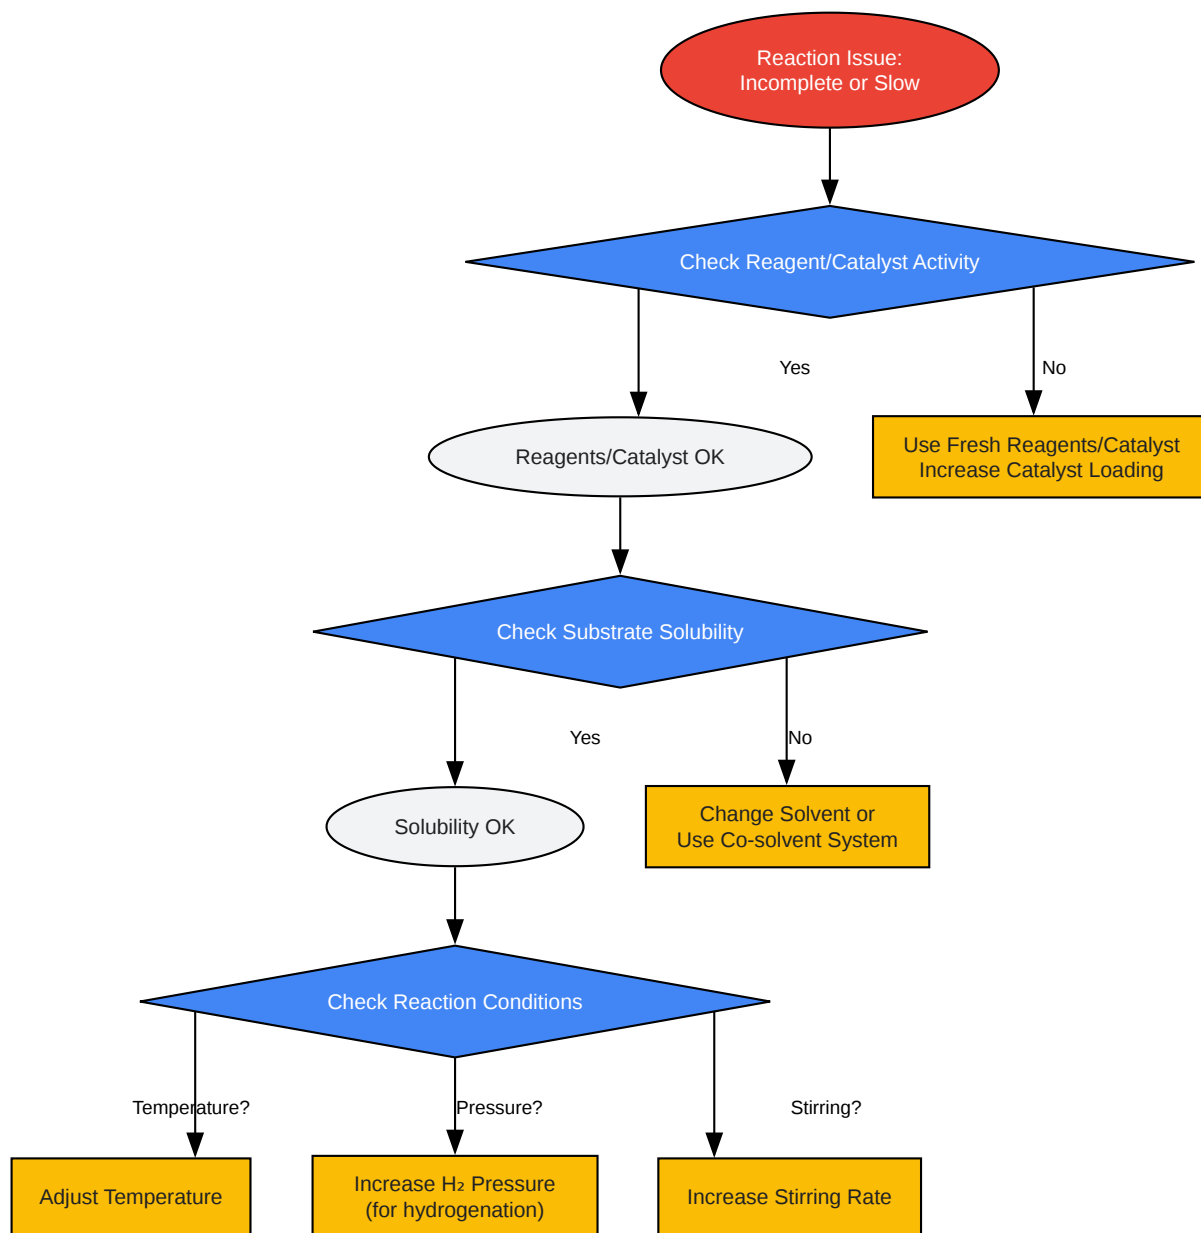 Reaction Issue:
Incomplete or Slow
Check Reagent/Catalyst Activity
Yes
No
Reagents/Catalyst OK
Use Fresh Reagents/Catalyst
Increase Catalyst Loading
Check Substrate Solubility
Yes
No
Solubility OK
Change Solvent or
Use Co-solvent System
Check Reaction Conditions
Temperature?
Pressure?
Stirring?
Adjust Temperature
Increase H₂ Pressure
(for hydrogenation)
Increase Stirring Rate